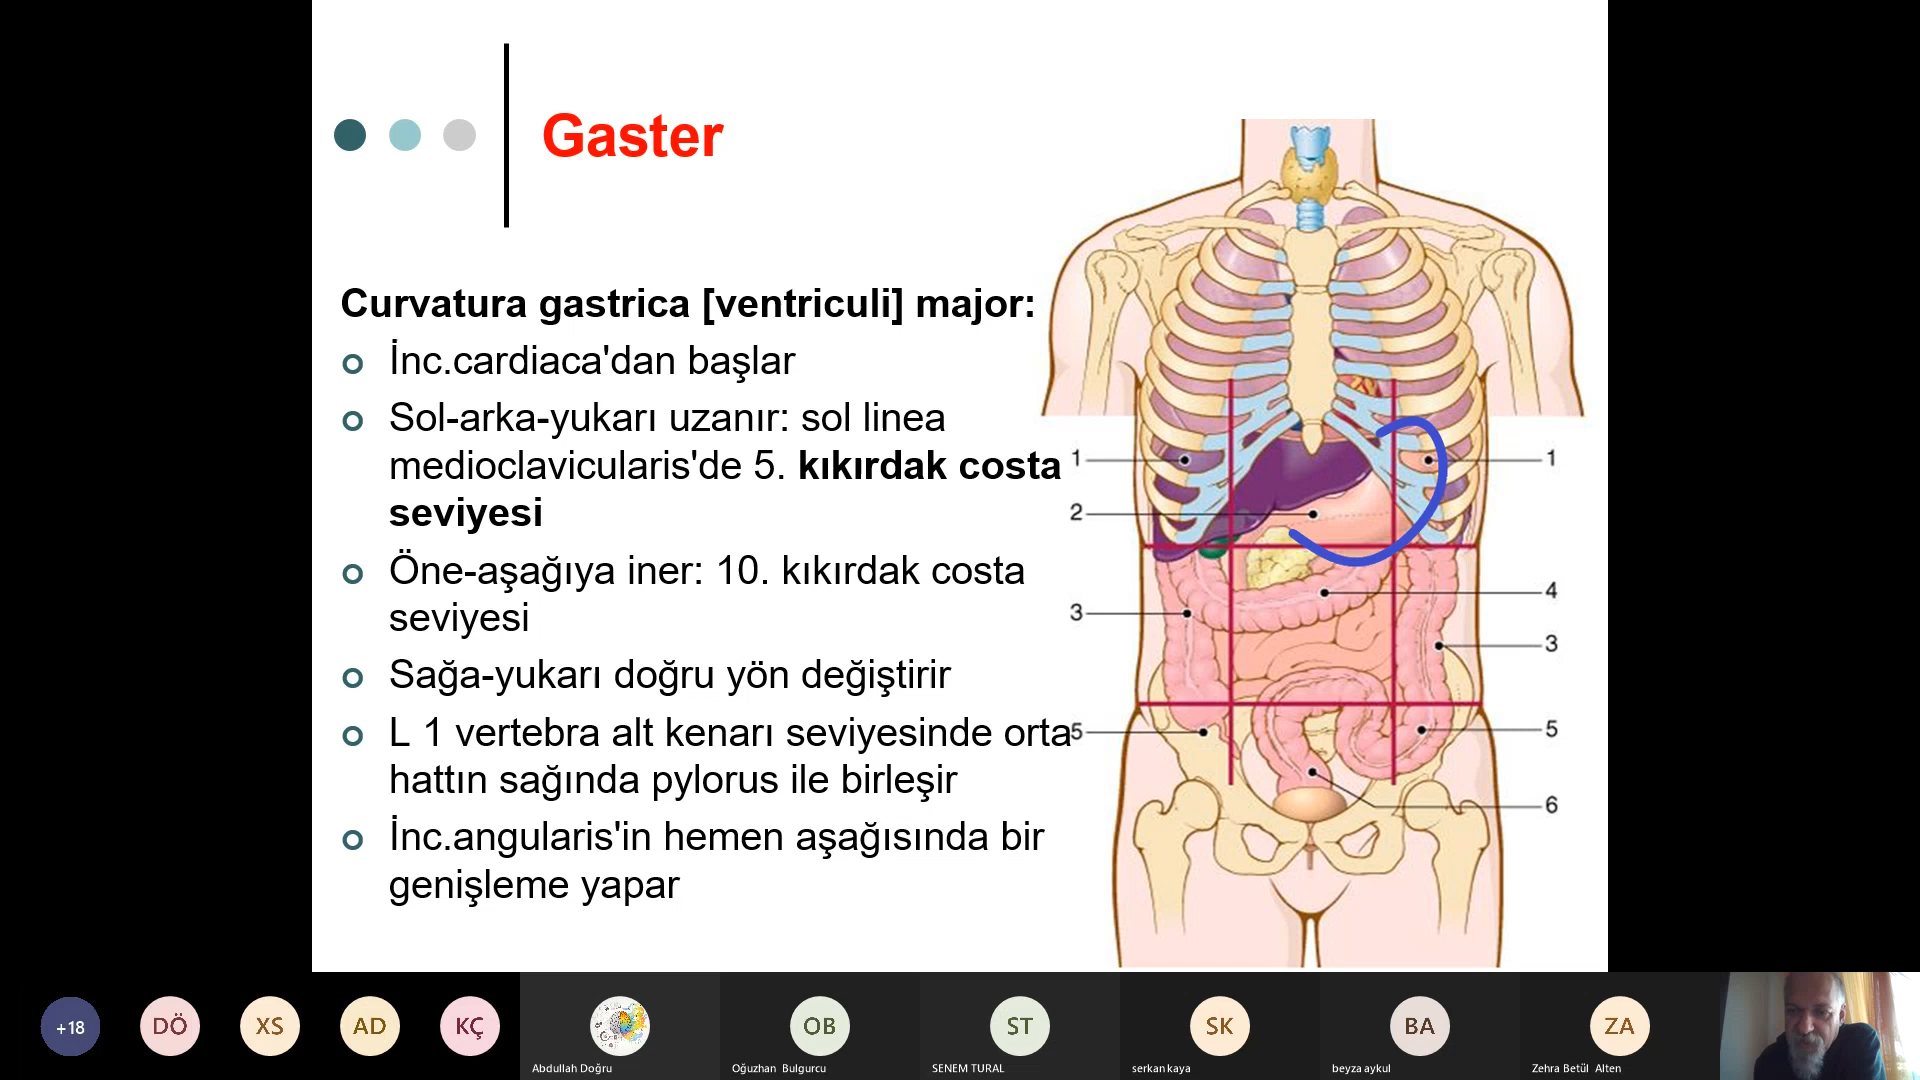 Gaster
Curvatura gastrica [ventriculi] major:
İnc.cardiaca'dan başlar
Sol-arka-yukarı uzanır: sol linea
medioclavicularis'de 5. kıkırdak costa
seviyesi
Öne-aşağıya iner: 10. kıkırdak costa
seviyesi
Sağa-yukarı doğru yön değiştirir
L 1 vertebra alt kenarı seviyesinde orta
hattın sağında pylorus ile birleşir
İnc.angularis'in hemen aşağısında bir
genişleme yapar
1
2
3
5
1
4
3
5
6
+18
DÖ
XS
AD
KÇ
Abdullah Doğru
OB
Oğuzhan Bulgurcu
ST
SENEM TURAL
SK
serkan kaya
BA
beyza aykul
ZA
Zehra Betül Alten